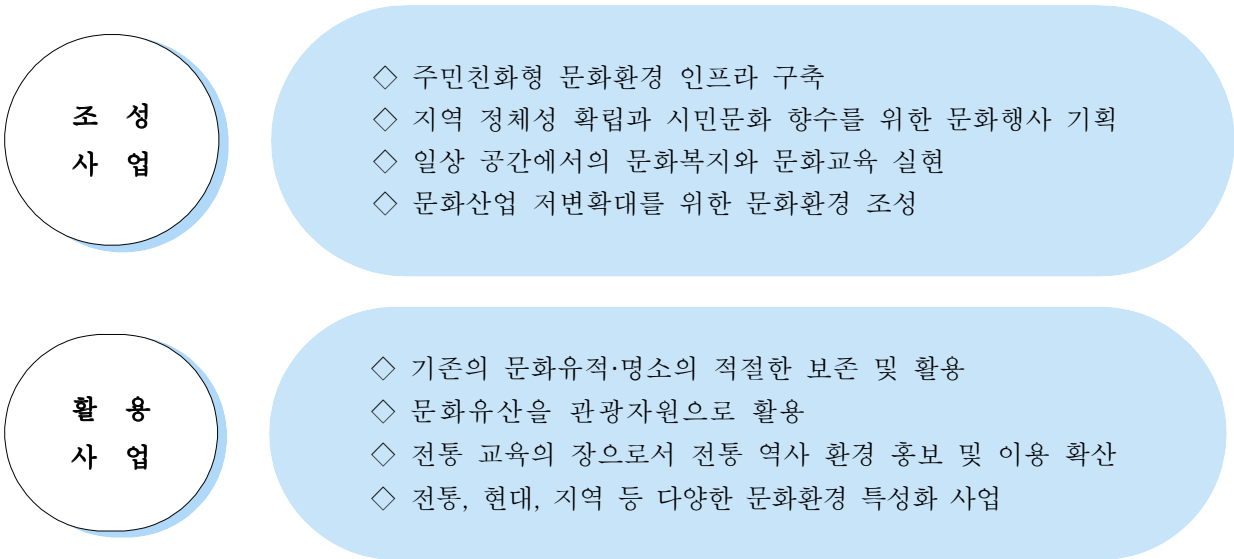 조 성
사 업
◇ 주민친화형 문화환경 인프라 구축
◇ 지역 정체성 확립과 시민문화 향수를 위한 문화행사 기획
◇ 일상 공간에서의 문화복지와 문화교육 실현
◇ 문화산업 저변확대를 위한 문화환경 조성
활 용
사 업
◇ 기존의 문화유적·명소의 적절한 보존 및 활용
◇ 문화유산을 관광자원으로 활용
◇ 전통 교육의 장으로서 전통 역사 환경 홍보 및 이용 확산
◇ 전통, 현대, 지역 등 다양한 문화환경 특성화 사업